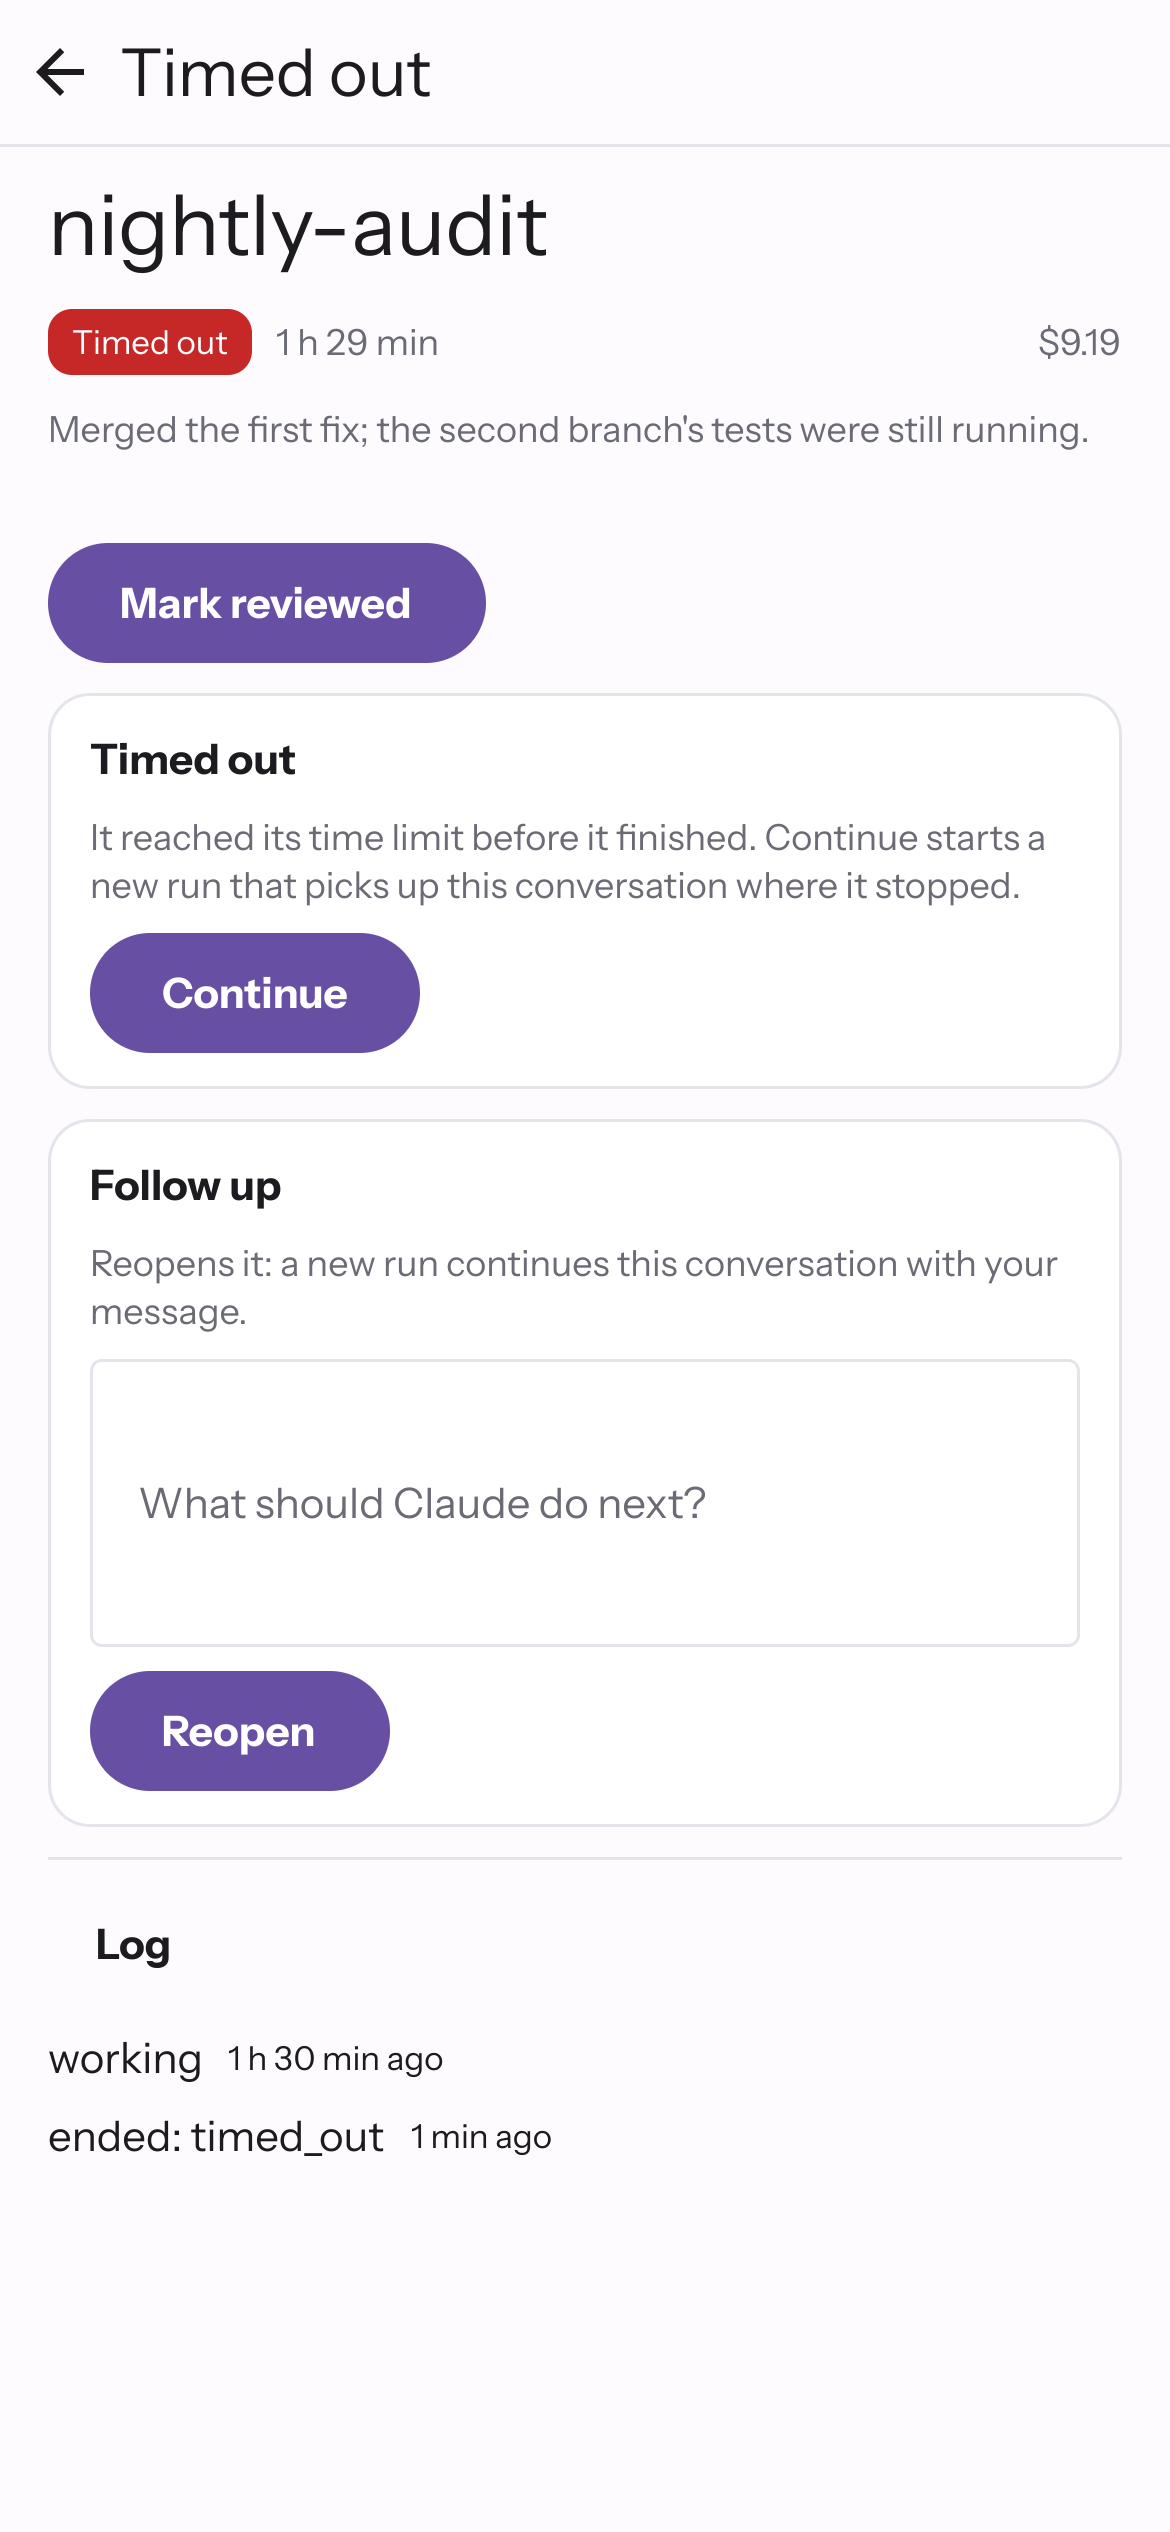 Timed out
nightly-audit
Timed out 1 h 29 min $9.19
Merged the first fix; the second branch's tests were still running.
Mark reviewed
Timed out
It reached its time limit before it finished. Continue starts a
new run that picks up this conversation where it stopped.
Continue
Follow up
Reopens it: a new run continues this conversation with your
message.
What should Claude do next?
Reopen
Log
working 1 h 30 min ago
ended: timed_out 1 min ago